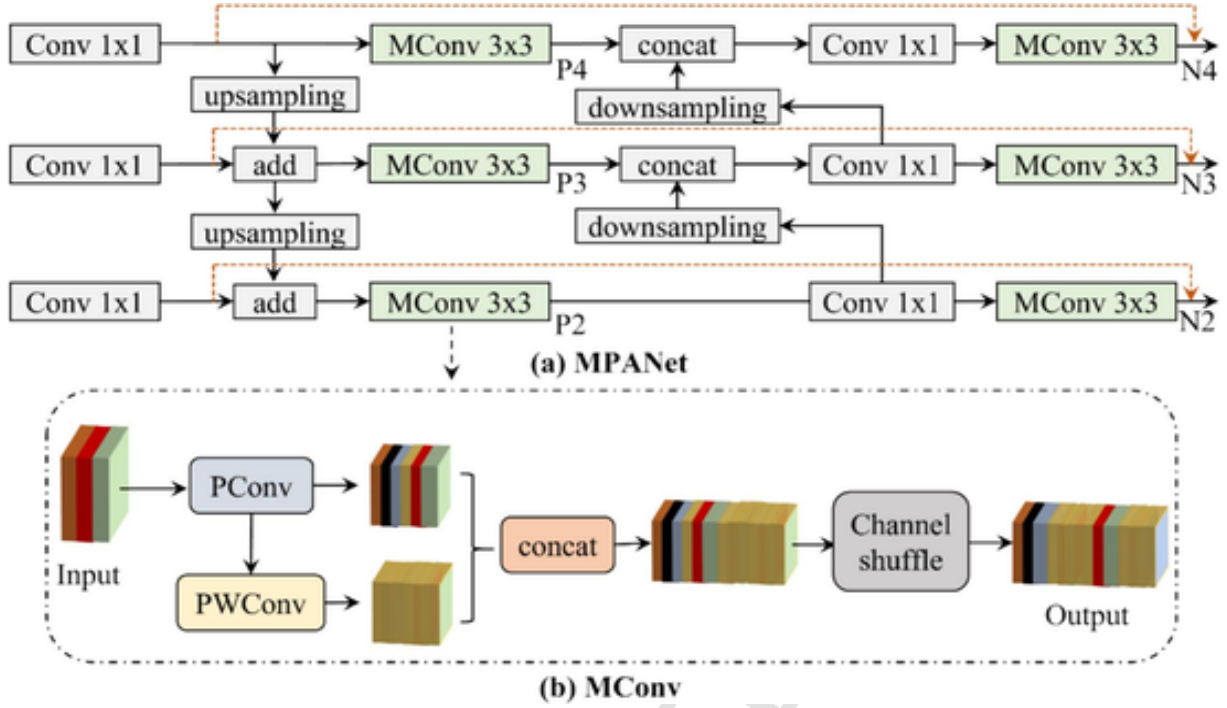 Conv 1x1 MConv 3x3 concat Conv 1x1 MConv 3x3
P4 N4
upsampling downsampling
Conv 1x1 add MConv 3x3 concat Conv 1x1 MConv 3x3
P3 N3
upsampling downsampling
Conv 1x1 add MConv 3x3 Conv 1x1 MConv 3x3
P2 N2
(a) MPANet
PConv
concat
Channel
shuffle
Input
PWConv
Output
(b) MConv